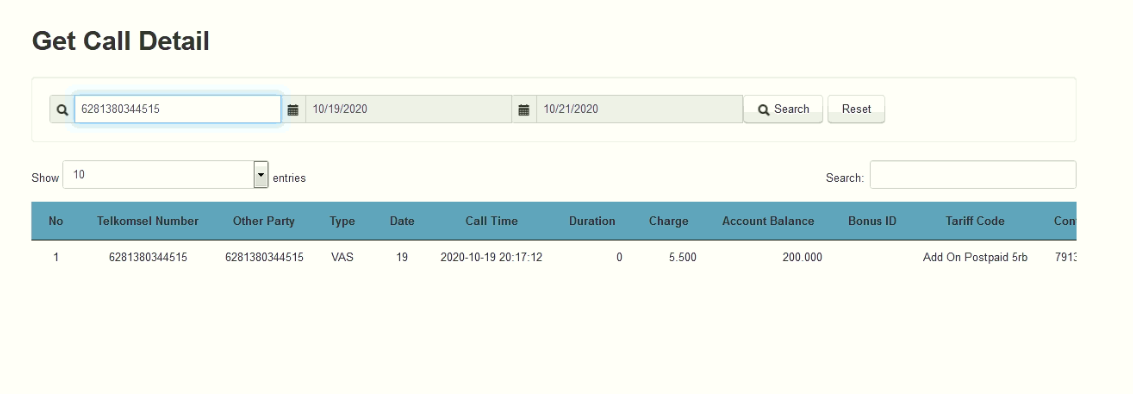 Get Call Detail
6281380344515 10/19/2020 10/21/2020 Search Reset
Show 10 entries Search:
No Telkomsel Number Other Party Type Date Call Time Duration Charge Account Balance Bonus ID Tariff Code
1 6281380344515 6281380344515 VAS 19 2020-10-19 20:17:12 0 5.500 200.000 Add On Postpaid 5rb